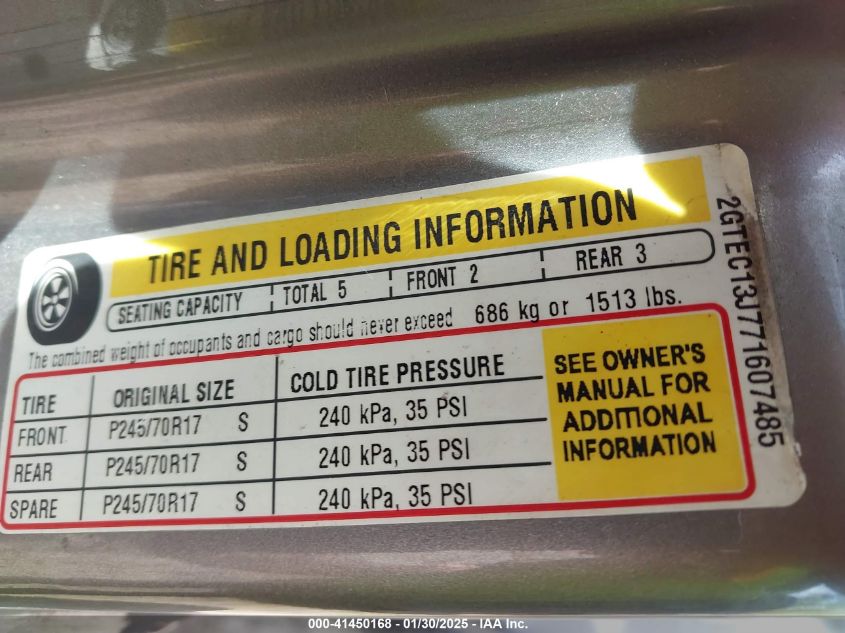 TIRE AND LOADING INFORMATION
SEATING CAPACITY TOTAL 5 FRONT 2 REAR 3
The combined weight of occupants and cargo should never exceed 686 kg or 1513 lbs.
TIRE ORIGINAL SIZE COLD TIRE PRESSURE
FRONT P245/70R17 S 240 kPa, 35 PSI
REAR P245/70R17 S 240 kPa, 35 PSI
SPARE P245/70R17 S 240 kPa, 35 PSI
SEE OWNER'S
MANUAL FOR
ADDITIONAL
INFORMATION
2GTEC13J771607485
000-41450168 - 01/30/2025 - IAA Inc.